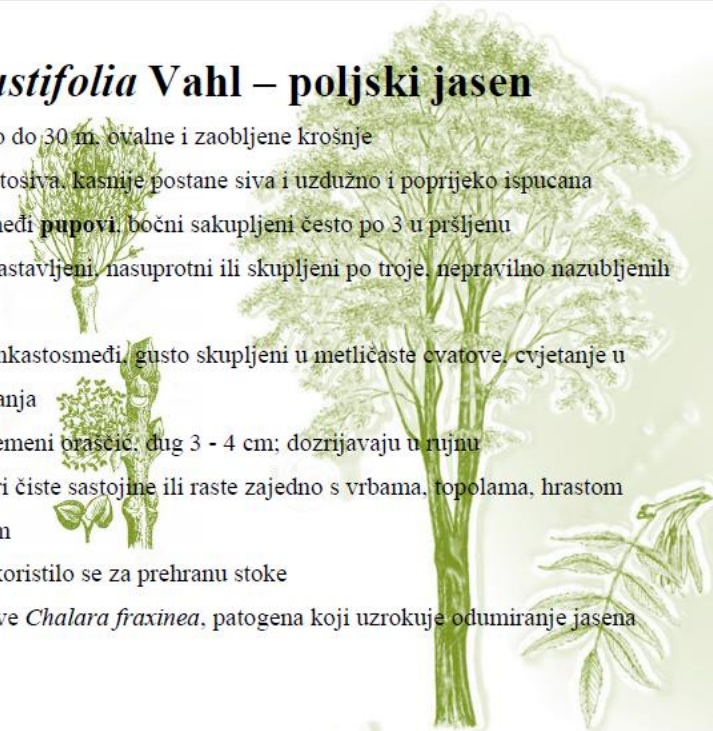 ustifolia Vahl – poljski jasen
o do 30 m, ovalne i zaobljene krošnje
tosiva, kasnije postane siva i uzdužno i poprijeko ispucana
neđi pupovi, bočni sakupljeni često po 3 u pršljenu
astavljeni, nasuprotni ili skupljeni po troje, nepravilno nazubljenih
nkastosmeđi, gusto skupljeni u metličaste cvatove, cvjetanje u
anja
emeni oraščić, dug 3 - 4 cm; dozrijavaju u rujnu
ri čiste sastojine ili raste zajedno s vrbama, topolama, hrastom
m
koristilo se za prehranu stoke
ve Chalara fraxinea, patogena koji uzrokuje odumiranje jasena